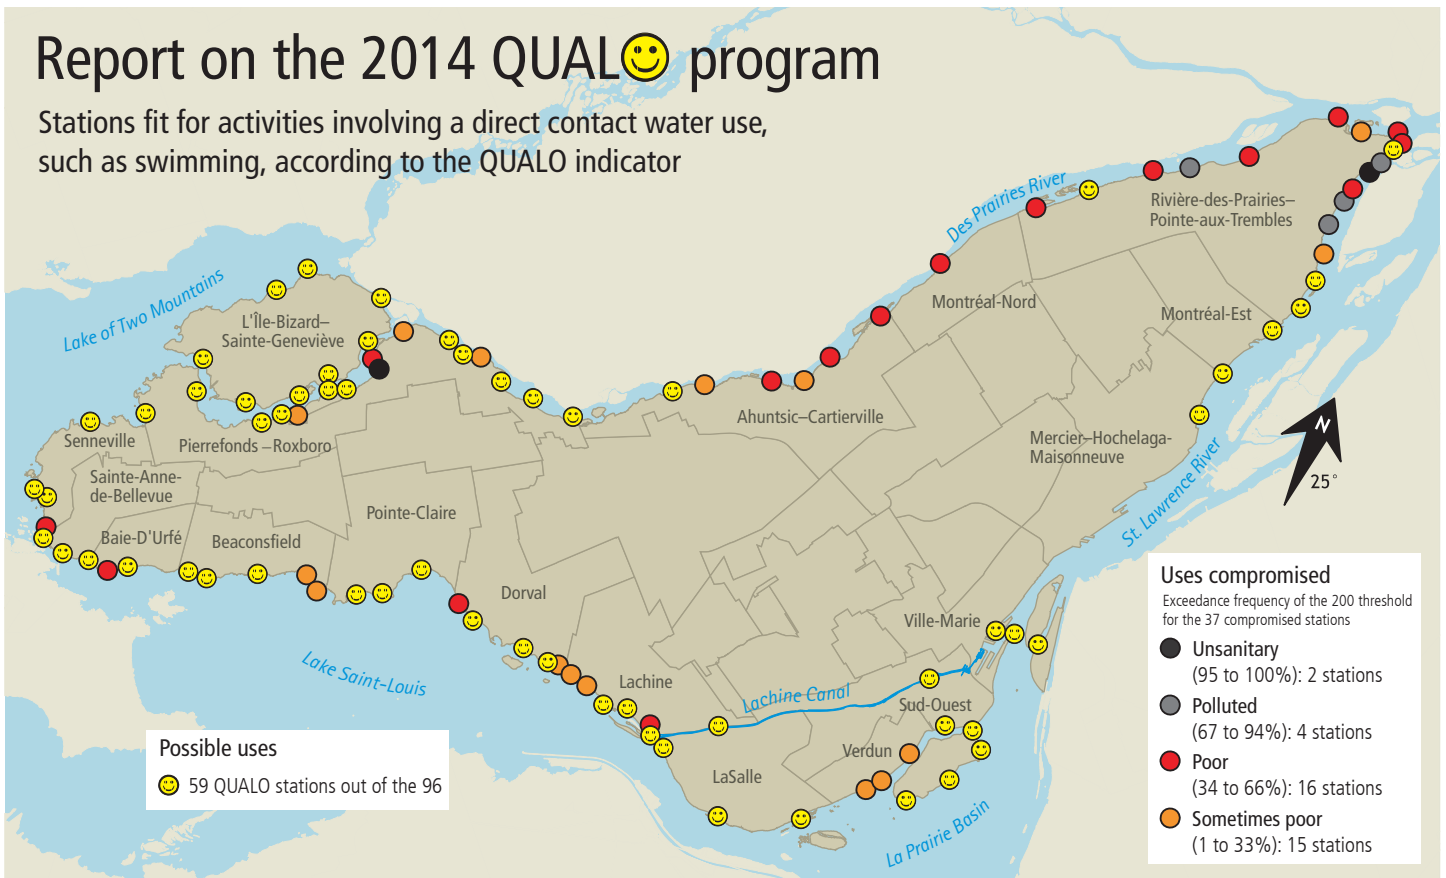 Report on the 2014 QUALO program
Stations fit for activities involving a direct contact water use,
such as swimming, according to the QUALO indicator
Des Prairies River
Rivière-des-Prairies–
Pointe-aux-Trembles
Lake of Two Mountains
L'Île-Bizard–
Sainte-Geneviève
Montréal-Nord
Montréal-Est
Ahuntsic–Cartierville
Senneville
Pierrefonds –Roxboro
Mercier–Hochelaga-
Maisonneuve
N
25°
St. Lawrence River
Sainte-Anne-
de-Bellevue
Pointe-Claire
Baie-D'Urfé
Beaconsfield
Dorval
Ville-Marie
Lake Saint-Louis
Lachine
Lachine Canal
Sud-Ouest
Verdun
LaSalle
La Prairie Basin
Possible uses
59 QUALO stations out of the 96
Uses compromised
Exceedance frequency of the 200 threshold
for the 37 compromised stations
Unsanitary
(95 to 100%): 2 stations
Polluted
(67 to 94%): 4 stations
Poor
(34 to 66%): 16 stations
Sometimes poor
(1 to 33%): 15 stations